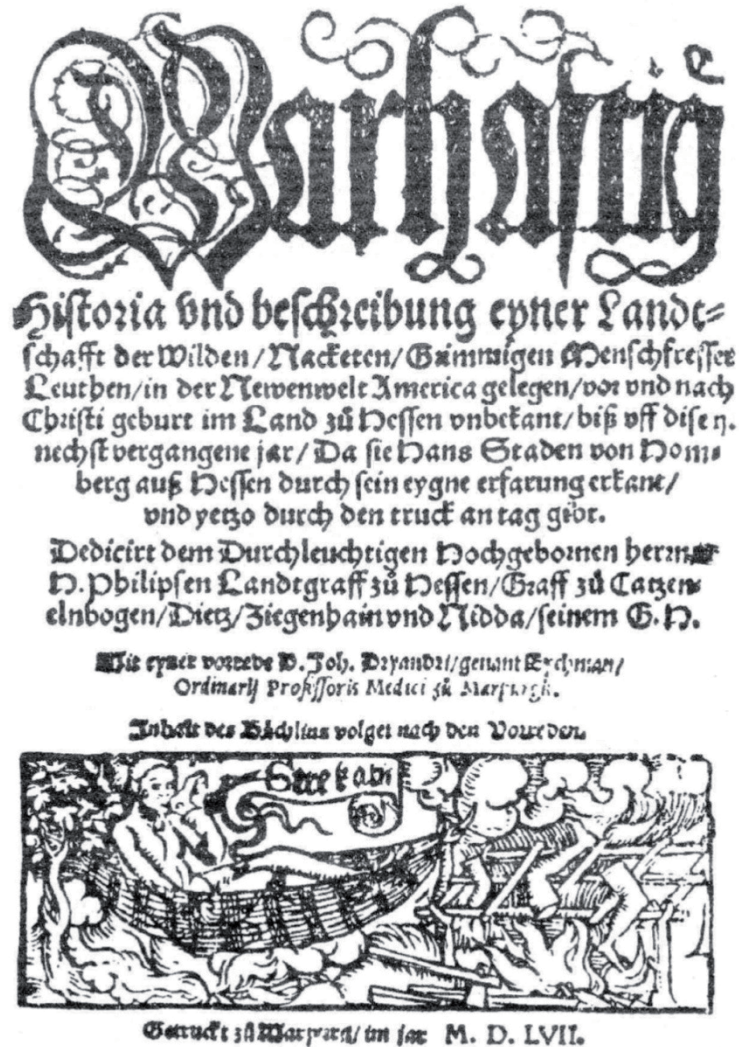 Warhaftig
Historia vnd beschreibung eyner Landt-
schafft der Wilden/Nacketen/Grimmigen Menschfresser
Leuthen/in der Newenwelt America gelegen/vor vnd nach
Christi geburt im Land zů Hessen vnbekant/biß vff dise ij.
nechst vergangene jar/Da sie Hans Staden von Hom-
berg auß Hessen durch sein eygne erfarung erkant/
vnd yetzo durch den truck an tag gibt.
Dedicirt dem Durchleuchtigen Hochgebornen herrn
H. Philipsen Landtgraff zů Hessen/Graff zů Catzen-
elnbogen/Dietz/Ziegenhain vnd Nidda/seinem G. H.
Mit eyner vorrede D. Joh. Dryandri/genant Eychman/
Ordinarij Professoris Medici zů Marpurgk.
Inhalt des Büchlins volget nach den Vorreden.
Setekabi
Getruckt zů Marpurg/im jar M. D. LVII.